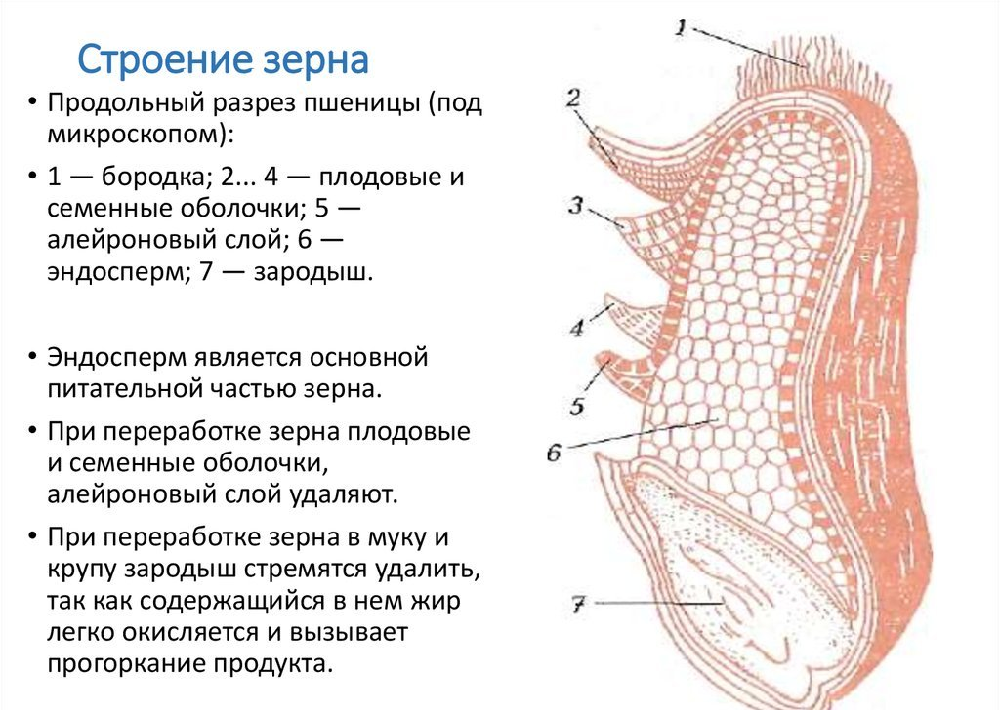 Строение зерна
• Продольный разрез пшеницы (под
микроскопом):
• 1 — бородка; 2... 4 — плодовые и
семенные оболочки; 5 —
алейроновый слой; 6 —
эндосперм; 7 — зародыш.
• Эндосперм является основной
питательной частью зерна.
• При переработке зерна плодовые
и семенные оболочки,
алейроновый слой удаляют.
• При переработке зерна в муку и
крупу зародыш стремятся удалить,
так как содержащийся в нем жир
легко окисляется и вызывает
прогоркание продукта.
1
2
3
4
5
6
7